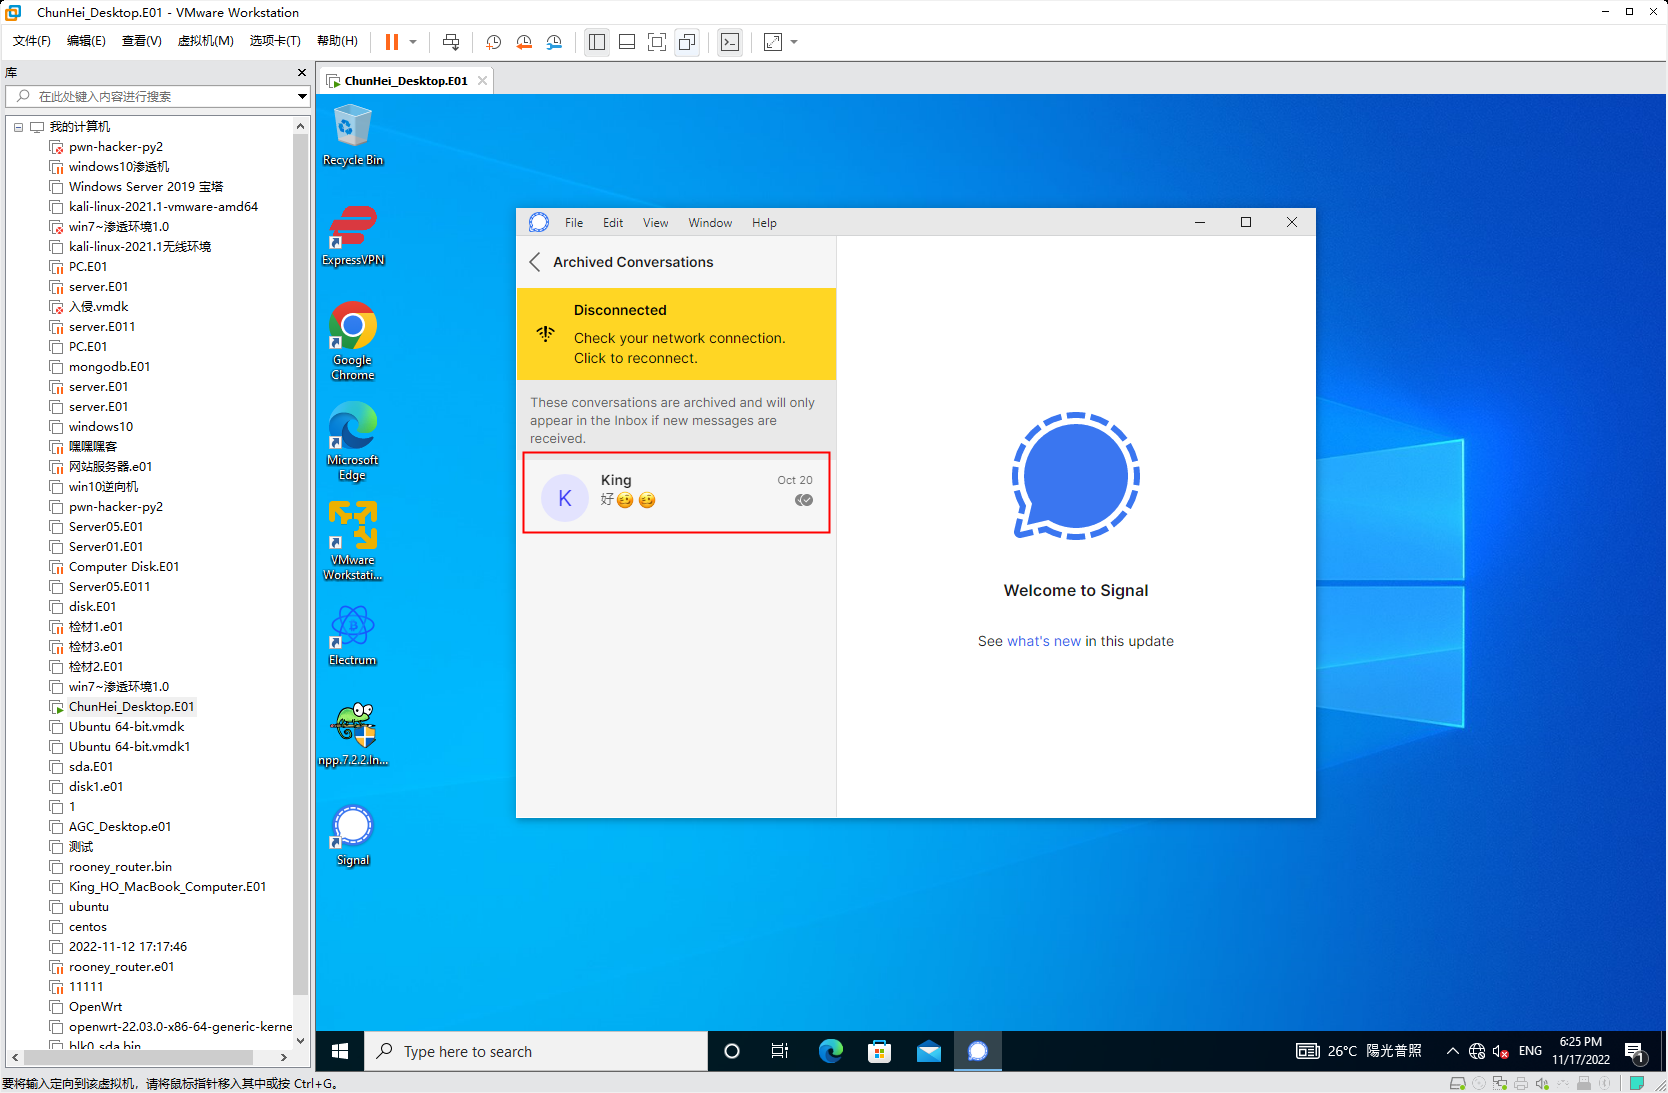 ChunHei_Desktop.E01 - VMware Workstation
文件(F) 编辑(E) 查看(V) 虚拟机(M) 选项卡(T) 帮助(H)
库
在此处键入内容进行搜索
我的计算机
pwn-hacker-py2
windows10渗透机
Windows Server 2019 宝塔
kali-linux-2021.1-vmware-amd64
win7~渗透环境1.0
kali-linux-2021.1无线环境
PC.E01
server.E01
入侵.vmdk
server.E011
PC.E01
mongodb.E01
server.E01
server.E01
windows10
嘿嘿嘿客
网站服务器.e01
win10逆向机
pwn-hacker-py2
Server05.E01
Server01.E01
Computer Disk.E01
Server05.E011
disk.E01
检材1.e01
检材3.e01
检材2.E01
win7~渗透环境1.0
ChunHei_Desktop.E01
Ubuntu 64-bit.vmdk
Ubuntu 64-bit.vmdk1
sda.E01
disk1.e01
1
AGC_Desktop.e01
测试
rooney_router.bin
King_HO_MacBook_Computer.E01
ubuntu
centos
2022-11-12 17:17:46
rooney_router.e01
11111
OpenWrt
openwrt-22.03.0-x86-64-generic-kerne
blk0_sda.bin
ChunHei_Desktop.E01
Recycle Bin
ExpressVPN
Google
Chrome
Microsoft
Edge
VMware
Workstati...
Electrum
npp.7.2.2.In...
Signal
File Edit View Window Help
Archived Conversations
Disconnected
Check your network connection.
Click to reconnect.
These conversations are archived and will only
appear in the Inbox if new messages are
received.
K
King
Oct 20
好🥴 🥴
Welcome to Signal
See what's new in this update
Type here to search
26°C 陽光普照
ENG
6:25 PM
11/17/2022
1
要将输入定向到该虚拟机，请将鼠标指针移入其中或按 Ctrl+G。